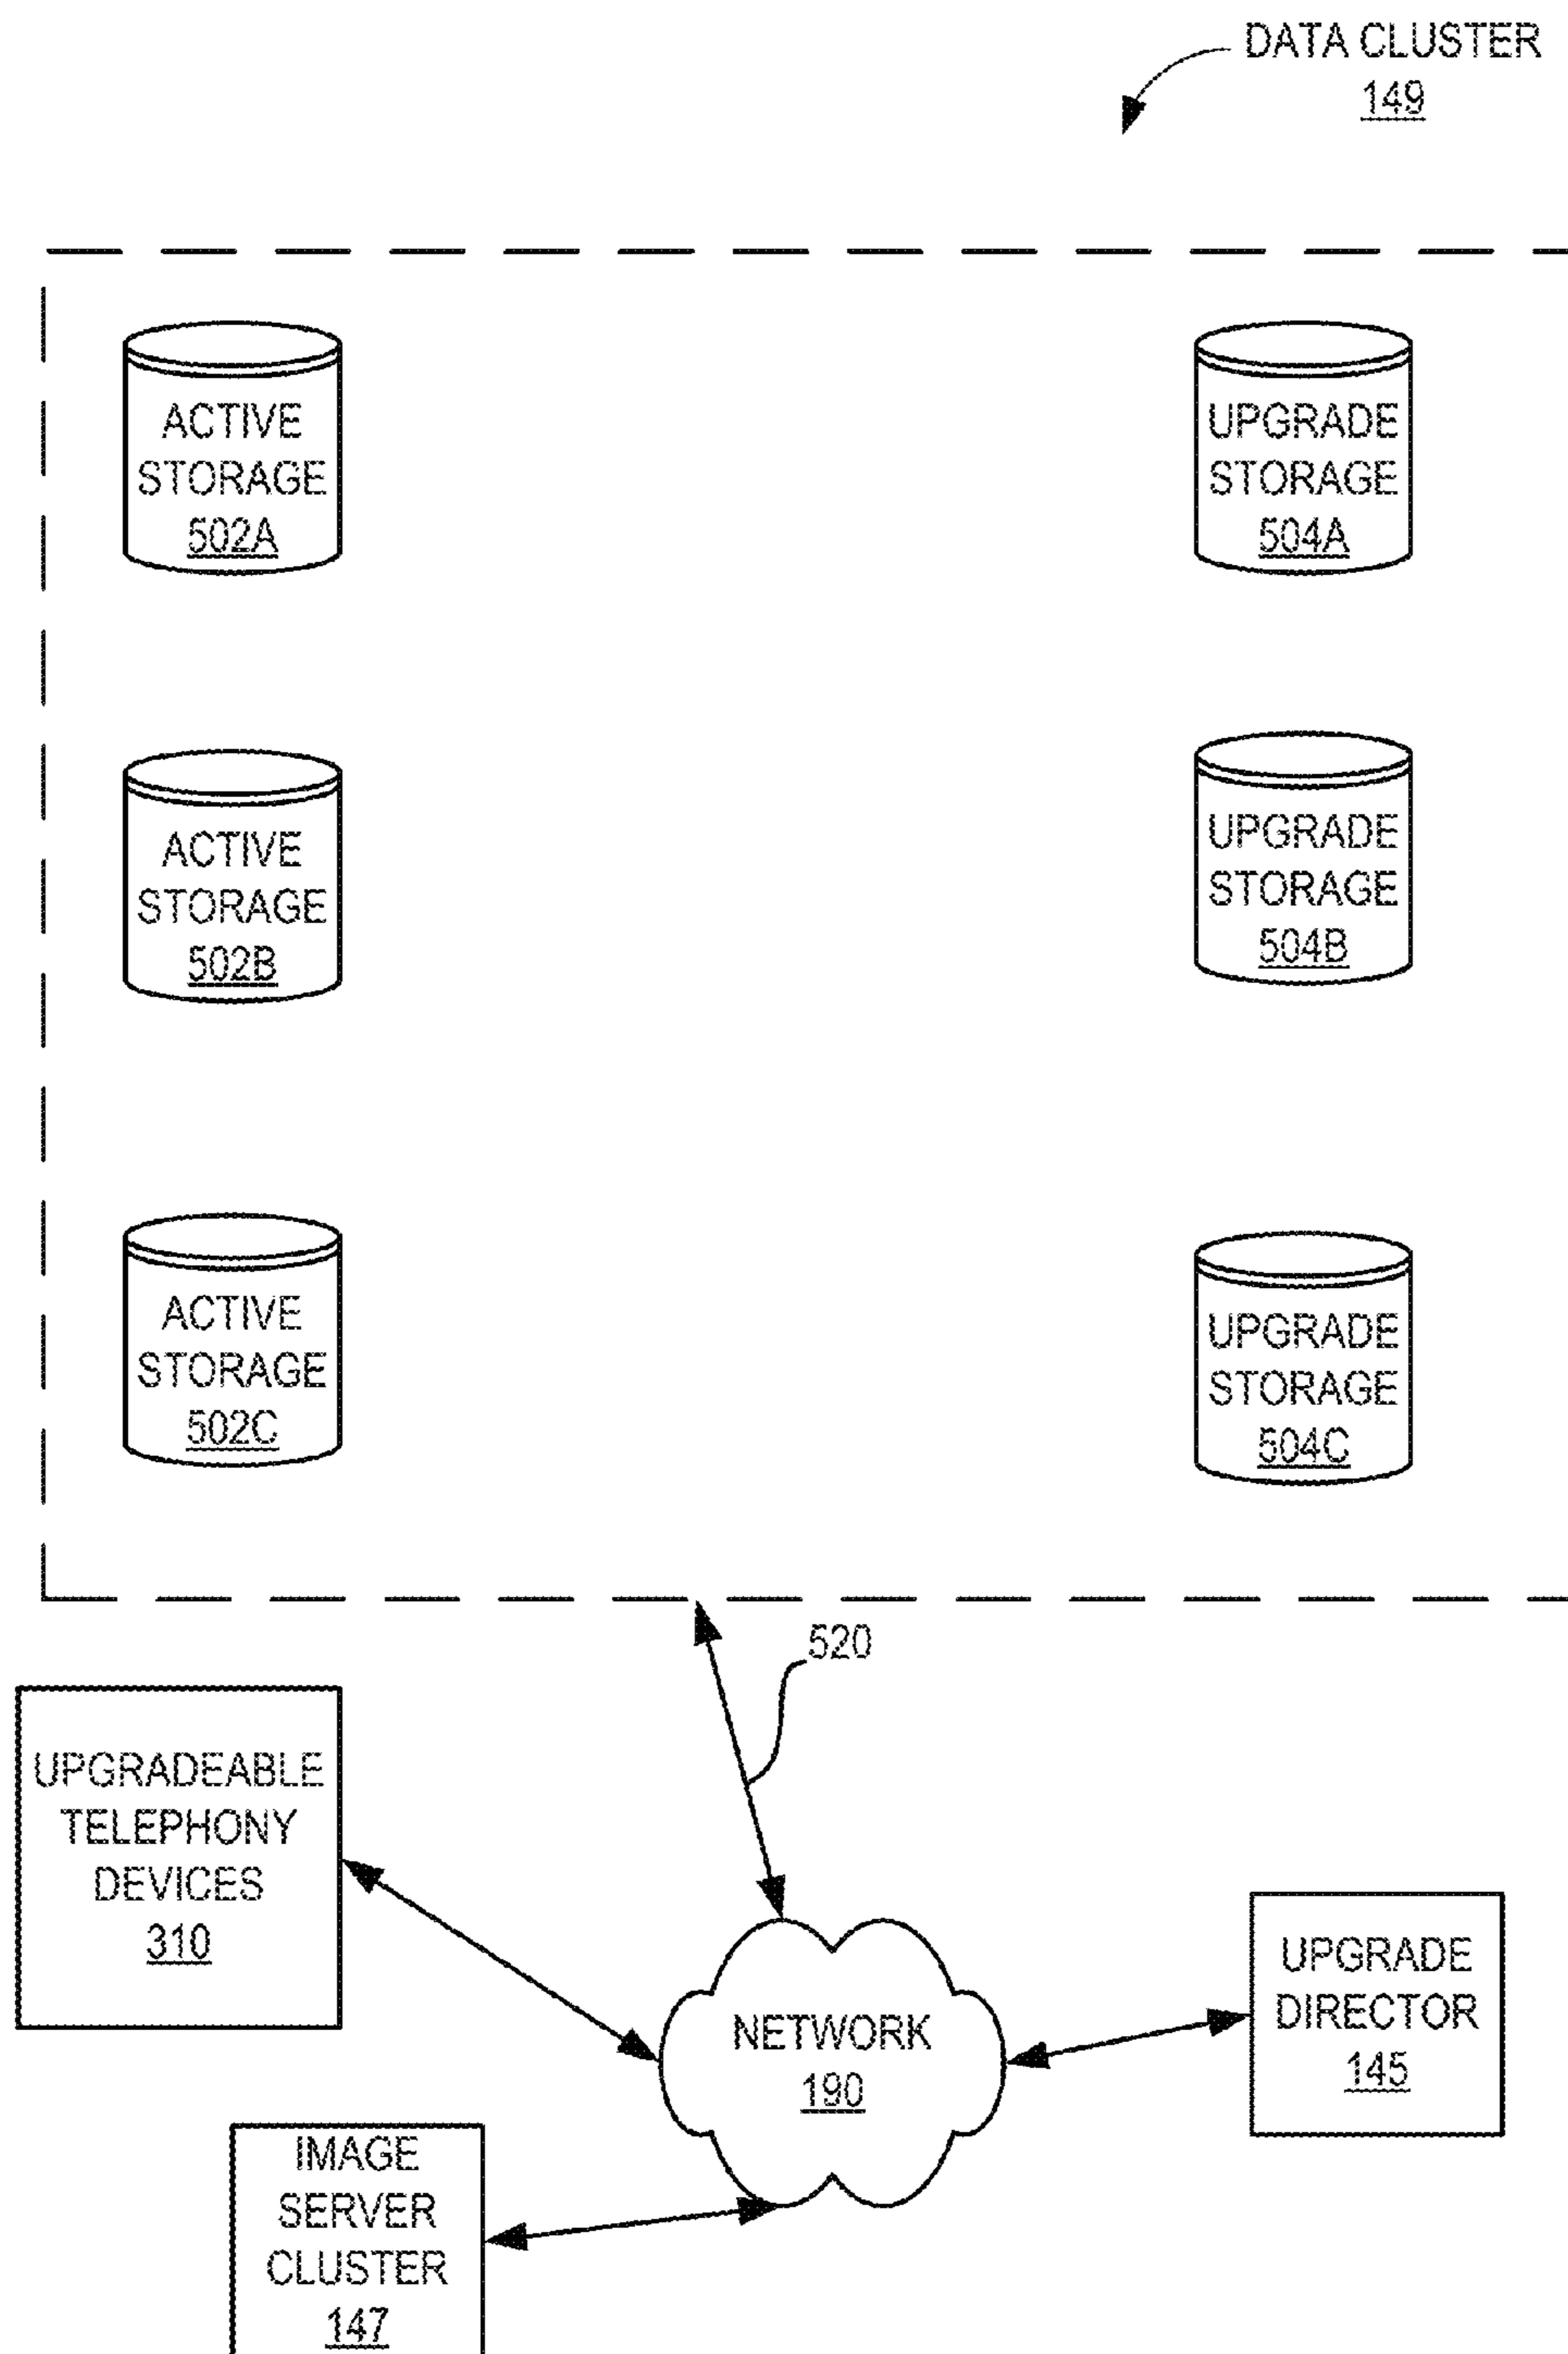 DATA CLUSTER
149
ACTIVE
STORAGE
502A
UPGRADE
STORAGE
504A
ACTIVE
STORAGE
502B
UPGRADE
STORAGE
504B
ACTIVE
STORAGE
502C
UPGRADE
STORAGE
504C
520
UPGRADEABLE
TELEPHONY
DEVICES
310
NETWORK
190
UPGRADE
DIRECTOR
145
IMAGE
SERVER
CLUSTER
147